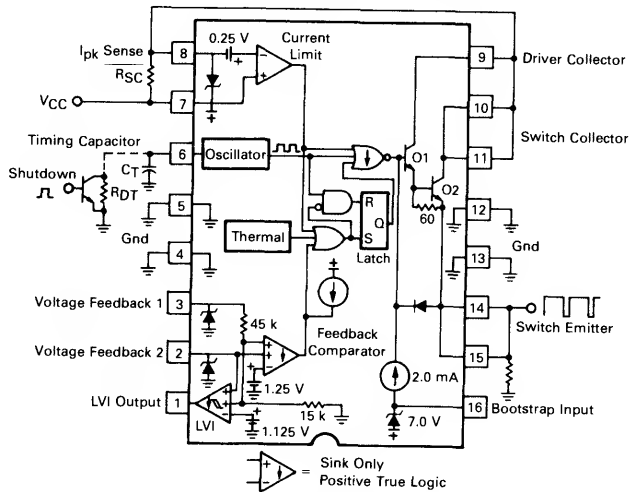 Ipk Sense
RSC
VCC
8
7
0.25 V
Current
Limit
9
Driver Collector
10
Switch Collector
11
Timing Capacitor
6
Oscillator
CT
Shutdown
RDT
O1
O2
60
5
Gnd
4
Thermal
R
Q
S
Latch
12
Gnd
13
Voltage Feedback 1
3
45 k
Feedback
Comparator
14
Switch Emitter
15
Voltage Feedback 2
2
1.25 V
2.0 mA
LVI Output
1
LVI
15 k
1.125 V
7.0 V
16
Bootstrap Input
= Sink Only
Positive True Logic